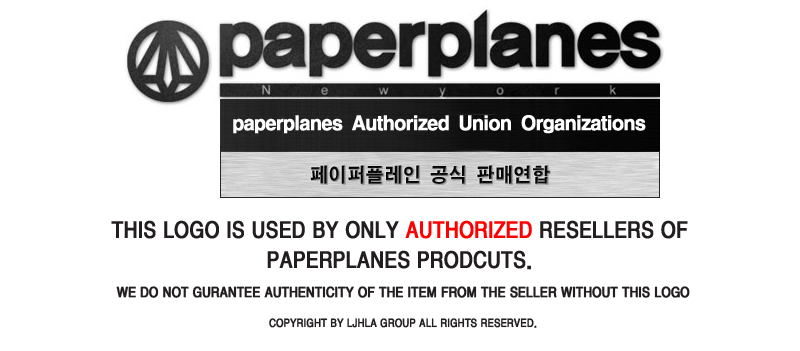 paperplanes
Newyork
paperplanes Authorized Union Organizations
페이퍼플레인 공식 판매연합
THIS LOGO IS USED BY ONLY AUTHORIZED RESELLERS OF
PAPERPLANES PRODCUTS.
WE DO NOT GURANTEE AUTHENTICITY OF THE ITEM FROM THE SELLER WITHOUT THIS LOGO
COPYRIGHT BY LJHLA GROUP ALL RIGHTS RESERVED.